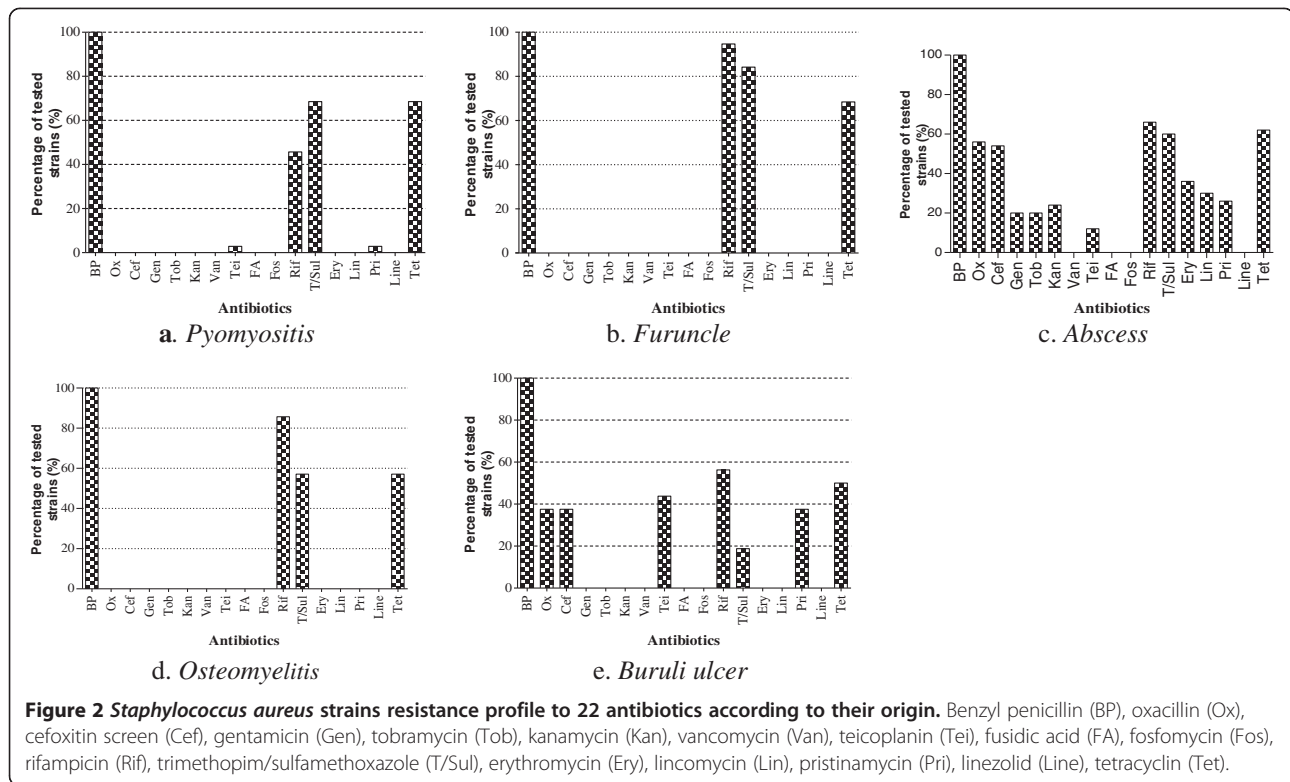 100
80
60
40
20
0
Percentage of tested
strains (%)
BP
Ox
Cef
Gen
Tob
Kan
Van
Tei
FA
Fos
Rif
T/Sul
Ery
Lin
Pri
Line
Tet
Antibiotics
a. Pyomyositis
100
80
60
40
20
0
Percentage of tested
strains (%)
BP
Ox
Cef
Gen
Tob
Kan
Van
Tei
FA
Fos
Rif
T/Sul
Ery
Lin
Pri
Line
Tet
Antibiotics
b. Furuncle
100
80
60
40
20
0
Percentage of tested
strains (%)
BP
Ox
Cef
Gen
Tob
Kan
Van
Tei
FA
Fos
Rif
T/Sul
Ery
Lin
Pri
Line
Tet
Antibiotics
c. Abscess
100
80
60
40
20
0
Percentage of tested
strains (%)
BP
Ox
Cef
Gen
Tob
Kan
Van
Tei
FA
Fos
Rif
T/Sul
Ery
Lin
Pri
Line
Tet
Antibiotics
d. Osteomyelitis
100
80
60
40
20
0
Percentage of tested
strains (%)
BP
Ox
Cef
Gen
Tob
Kan
Van
Tei
FA
Fos
Rif
T/Sul
Ery
Lin
Pri
Line
Tet
Antibiotics
e. Buruli ulcer
Figure 2 Staphylococcus aureus strains resistance profile to 22 antibiotics according to their origin. Benzyl penicillin (BP), oxacillin (Ox),
cefoxitin screen (Cef), gentamicin (Gen), tobramycin (Tob), kanamycin (Kan), vancomycin (Van), teicoplanin (Tei), fusidic acid (FA), fosfomycin (Fos),
rifampicin (Rif), trimethopim/sulfamethoxazole (T/Sul), erythromycin (Ery), lincomycin (Lin), pristinamycin (Pri), linezolid (Line), tetracyclin (Tet).